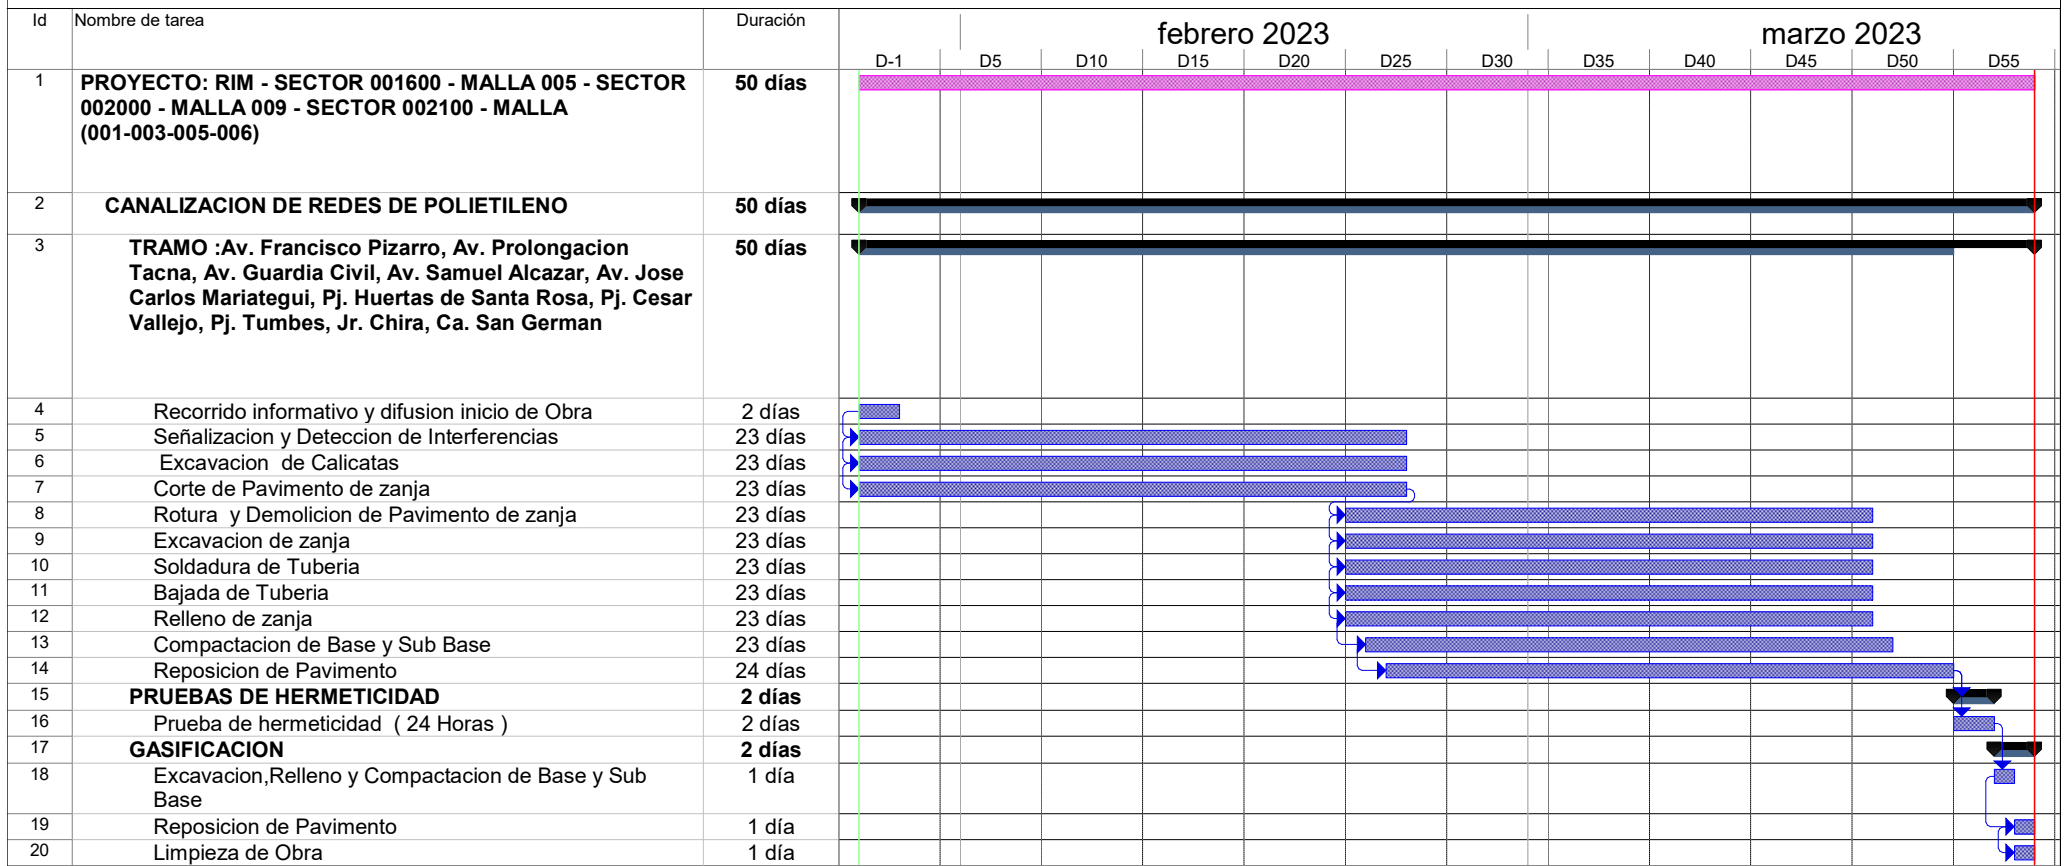 Id Nombre de tarea Duración febrero 2023 marzo 2023
D-1 D5 D10 D15 D20 D25 D30 D35 D40 D45 D50 D55
1 PROYECTO: RIM - SECTOR 001600 - MALLA 005 - SECTOR 50 días
002000 - MALLA 009 - SECTOR 002100 - MALLA
(001-003-005-006)
2 CANALIZACION DE REDES DE POLIETILENO 50 días
3 TRAMO :Av. Francisco Pizarro, Av. Prolongacion 50 días
Tacna, Av. Guardia Civil, Av. Samuel Alcazar, Av. Jose
Carlos Mariategui, Pj. Huertas de Santa Rosa, Pj. Cesar
Vallejo, Pj. Tumbes, Jr. Chira, Ca. San German
4 Recorrido informativo y difusion inicio de Obra 2 días
5 Señalizacion y Deteccion de Interferencias 23 días
6 Excavacion de Calicatas 23 días
7 Corte de Pavimento de zanja 23 días
8 Rotura y Demolicion de Pavimento de zanja 23 días
9 Excavacion de zanja 23 días
10 Soldadura de Tuberia 23 días
11 Bajada de Tuberia 23 días
12 Relleno de zanja 23 días
13 Compactacion de Base y Sub Base 23 días
14 Reposicion de Pavimento 24 días
15 PRUEBAS DE HERMETICIDAD 2 días
16 Prueba de hermeticidad ( 24 Horas ) 2 días
17 GASIFICACION 2 días
18 Excavacion,Relleno y Compactacion de Base y Sub 1 día
Base
19 Reposicion de Pavimento 1 día
20 Limpieza de Obra 1 día